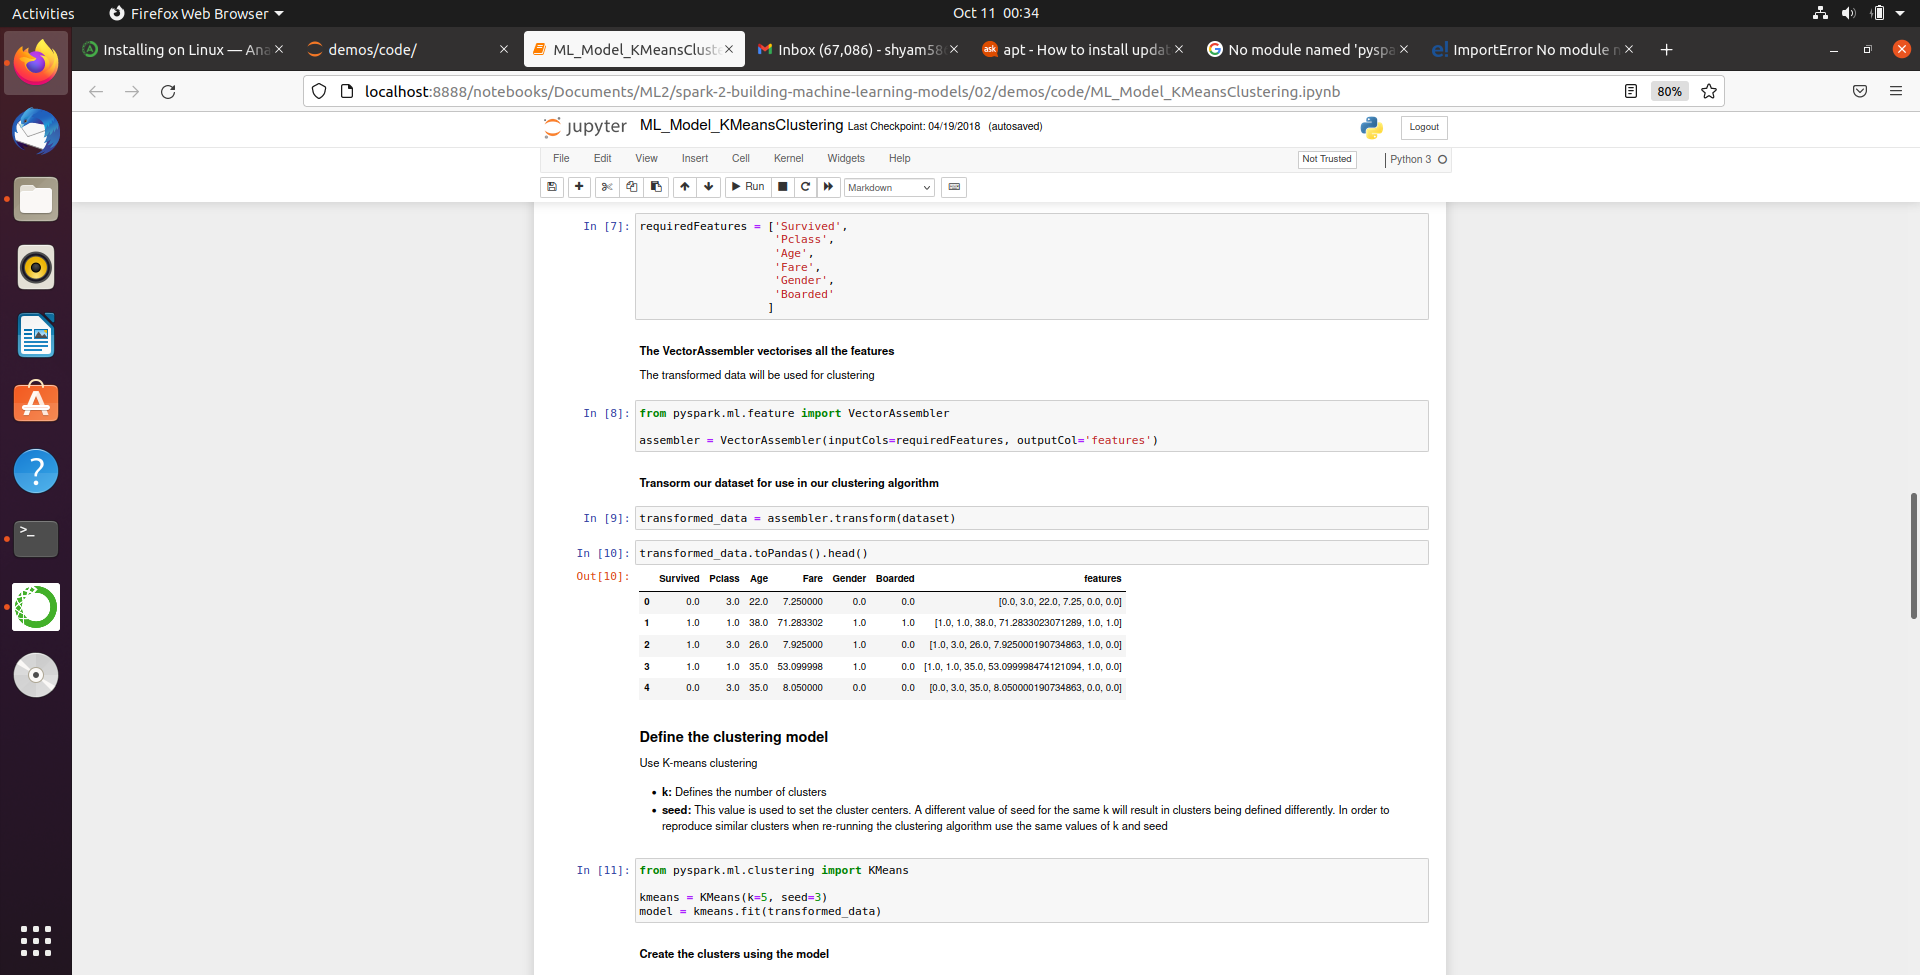 Activities Firefox Web Browser Oct 11 00:34
Installing on Linux — Ana demos/code/ ML_Model_KMeansCluste Inbox (67,086) - shyam58 apt - How to install updat No module named 'pyspa ImportError No module n
localhost:8888/notebooks/Documents/ML2/spark-2-building-machine-learning-models/02/demos/code/ML_Model_KMeansClustering.ipynb 80%
jupyter ML_Model_KMeansClustering Last Checkpoint: 04/19/2018 (autosaved) Logout
File Edit View Insert Cell Kernel Widgets Help Not Trusted Python 3
Run Markdown
In [7]: requiredFeatures = ['Survived',
'Pclass',
'Age',
'Fare',
'Gender',
'Boarded'
]
The VectorAssembler vectorises all the features
The transformed data will be used for clustering
In [8]: from pyspark.ml.feature import VectorAssembler
assembler = VectorAssembler(inputCols=requiredFeatures, outputCol='features')
Transorm our dataset for use in our clustering algorithm
In [9]: transformed_data = assembler.transform(dataset)
In [10]: transformed_data.toPandas().head()
Out[10]: Survived Pclass Age Fare Gender Boarded features
0 0.0 3.0 22.0 7.250000 0.0 0.0 [0.0, 3.0, 22.0, 7.25, 0.0, 0.0]
1 1.0 1.0 38.0 71.283302 1.0 1.0 [1.0, 1.0, 38.0, 71.2833023071289, 1.0, 1.0]
2 1.0 3.0 26.0 7.925000 1.0 0.0 [1.0, 3.0, 26.0, 7.925000190734863, 1.0, 0.0]
3 1.0 1.0 35.0 53.099998 1.0 0.0 [1.0, 1.0, 35.0, 53.099998474121094, 1.0, 0.0]
4 0.0 3.0 35.0 8.050000 0.0 0.0 [0.0, 3.0, 35.0, 8.050000190734863, 0.0, 0.0]
Define the clustering model
Use K-means clustering
• k: Defines the number of clusters
• seed: This value is used to set the cluster centers. A different value of seed for the same k will result in clusters being defined differently. In order to
reproduce similar clusters when re-running the clustering algorithm use the same values of k and seed
In [11]: from pyspark.ml.clustering import KMeans
kmeans = KMeans(k=5, seed=3)
model = kmeans.fit(transformed_data)
Create the clusters using the model